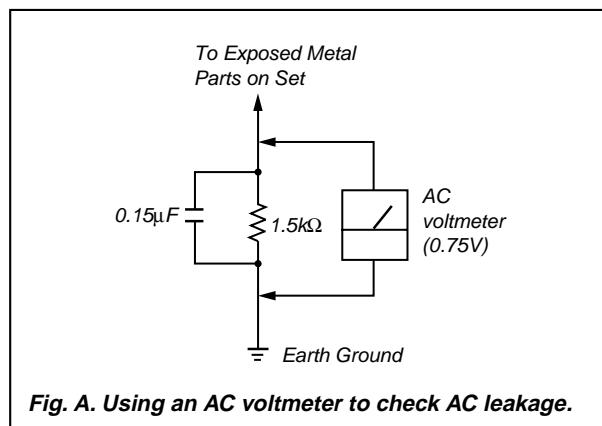 To Exposed Metal
Parts on Set
0.15μF
1.5kΩ
AC
voltmeter
(0.75V)
Earth Ground
Fig. A. Using an AC voltmeter to check AC leakage.